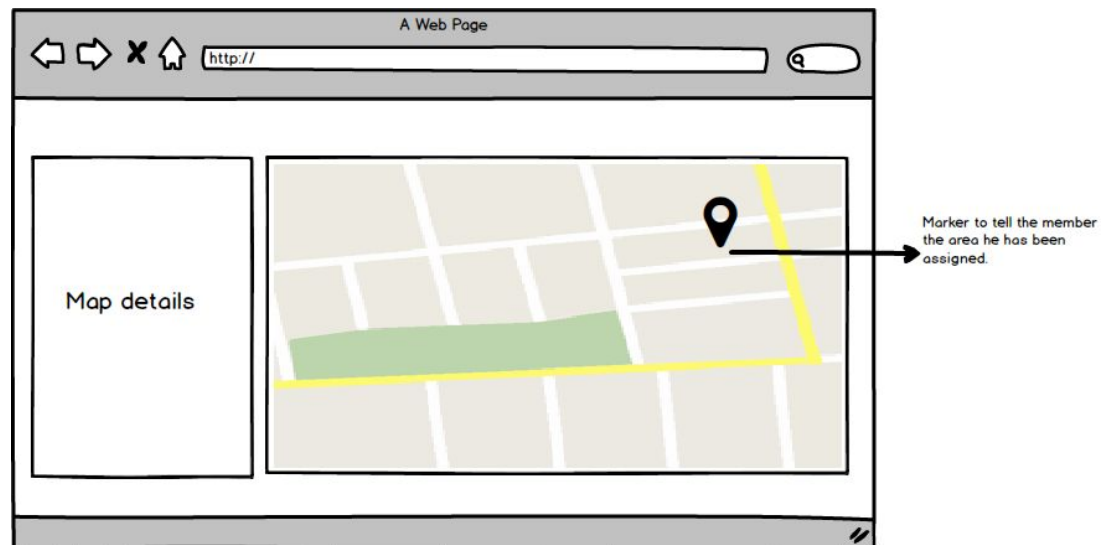 A Web Page
http://
Map details
Marker to tell the member
the area he has been
assigned.